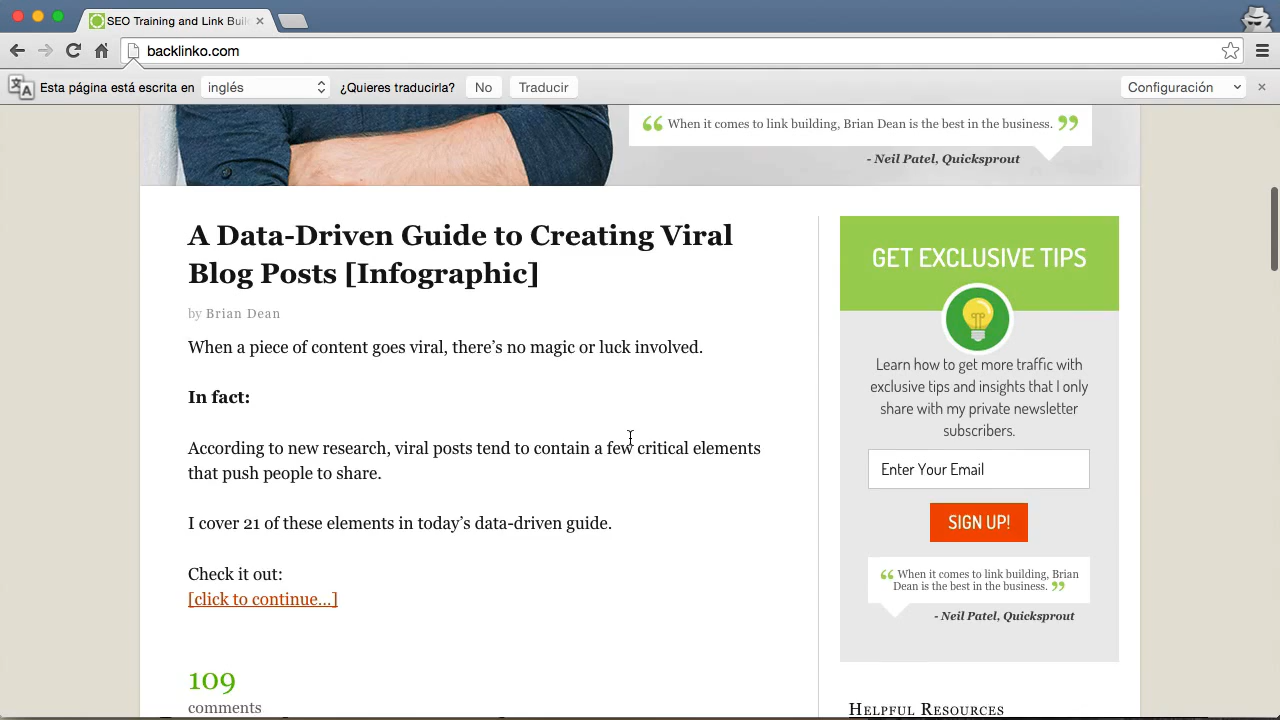 SEO Training and Link Buil
backlinko.com
Esta página está escrita en inglés ¿Quieres traducirla? No Traducir Configuración
When it comes to link building, Brian Dean is the best in the business.
- Neil Patel, Quicksprout
A Data-Driven Guide to Creating Viral
Blog Posts [Infographic]
by Brian Dean
When a piece of content goes viral, there's no magic or luck involved.
In fact:
According to new research, viral posts tend to contain a few critical elements
that push people to share.
I cover 21 of these elements in today's data-driven guide.
Check it out:
[click to continue...]
109
comments
GET EXCLUSIVE TIPS
Learn how to get more traffic with
exclusive tips and insights that I only
share with my private newsletter
subscribers.
Enter Your Email
SIGN UP!
When it comes to link building, Brian
Dean is the best in the business.
- Neil Patel, Quicksprout
Helpful Resources